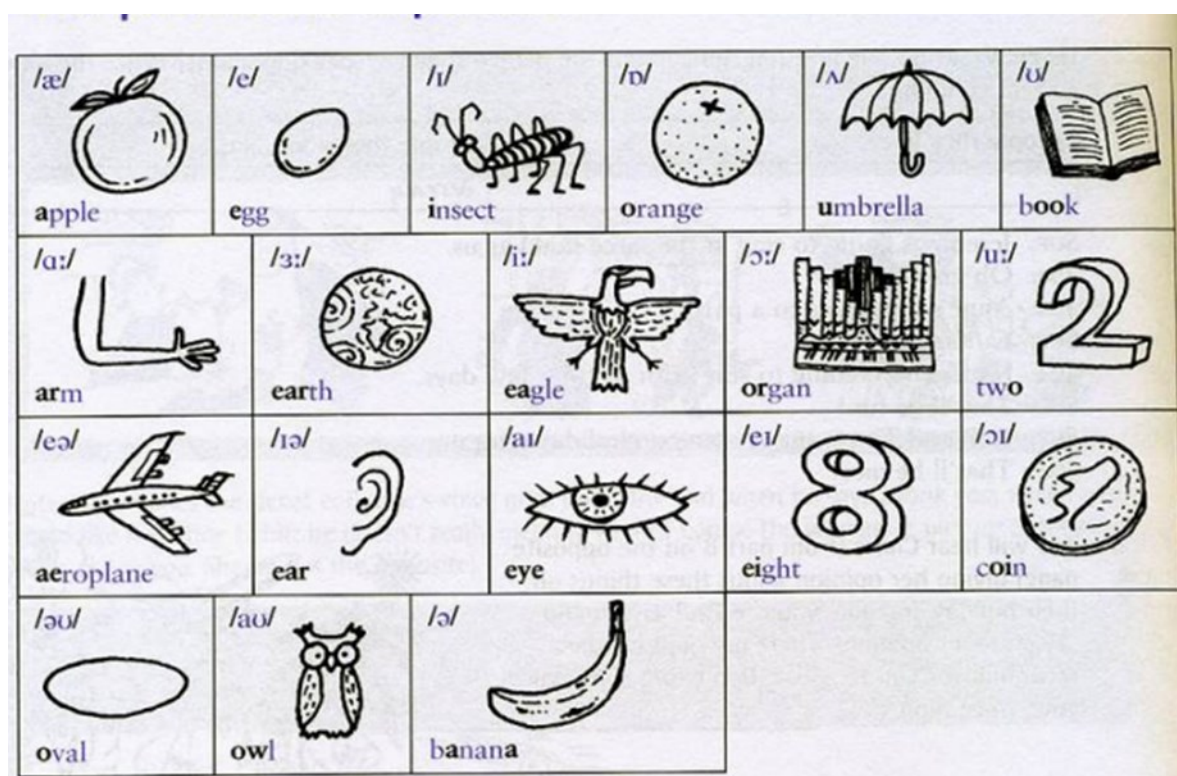 /æ/ /e/ /ɪ/ /ɒ/ /ʌ/ /ʊ/
apple egg insect orange umbrella book
/ɑː/ /ɜː/ /iː/ /ɔː/ /uː/
arm earth eagle organ two
/eə/ /ɪə/ /aɪ/ /eɪ/ /ɔɪ/
aeroplane ear eye eight coin
/əʊ/ /aʊ/ /ə/
oval owl banana